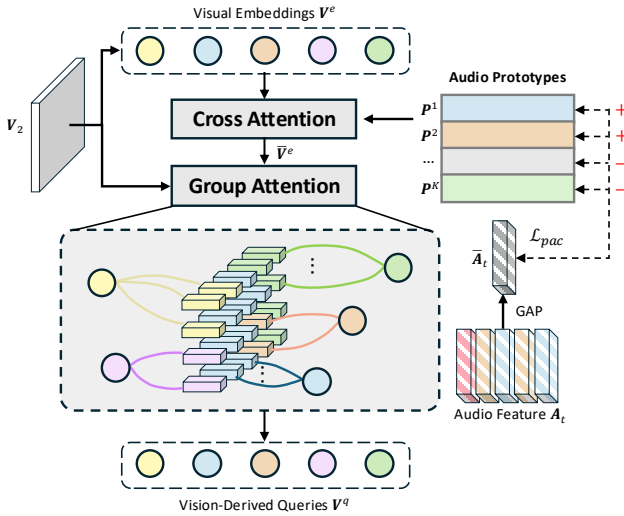 Visual Embeddings V^e
V_2
Cross Attention
V̅^e
Group Attention
Audio Prototypes
P^1
P^2
...
P^K
+
+
−
−
A̅_t
ℒ_pac
GAP
Audio Feature A_t
Vision-Derived Queries V^q